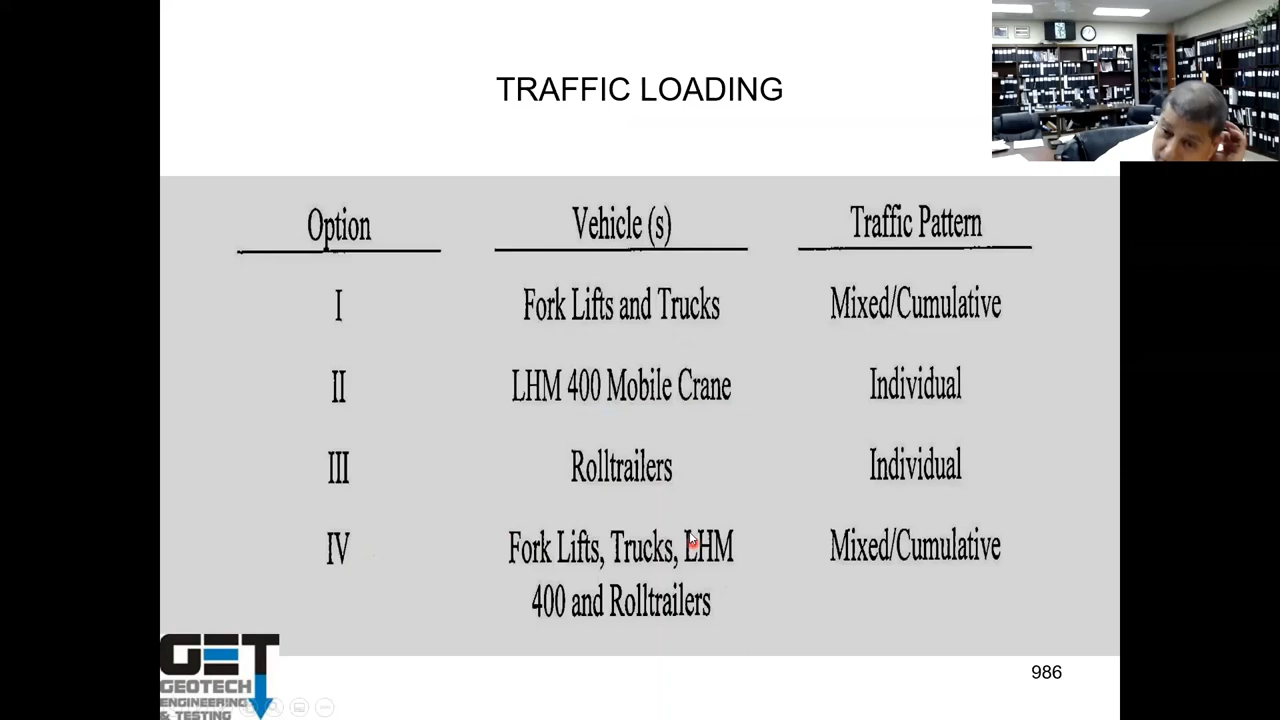 TRAFFIC LOADING
Option Vehicle (s) Traffic Pattern
I Fork Lifts and Trucks Mixed/Cumulative
II LHM 400 Mobile Crane Individual
III Rolltrailers Individual
IV Fork Lifts, Trucks, LHM Mixed/Cumulative
400 and Rolltrailers
GET
GEOTECH
ENGINEERING
& TESTING
986